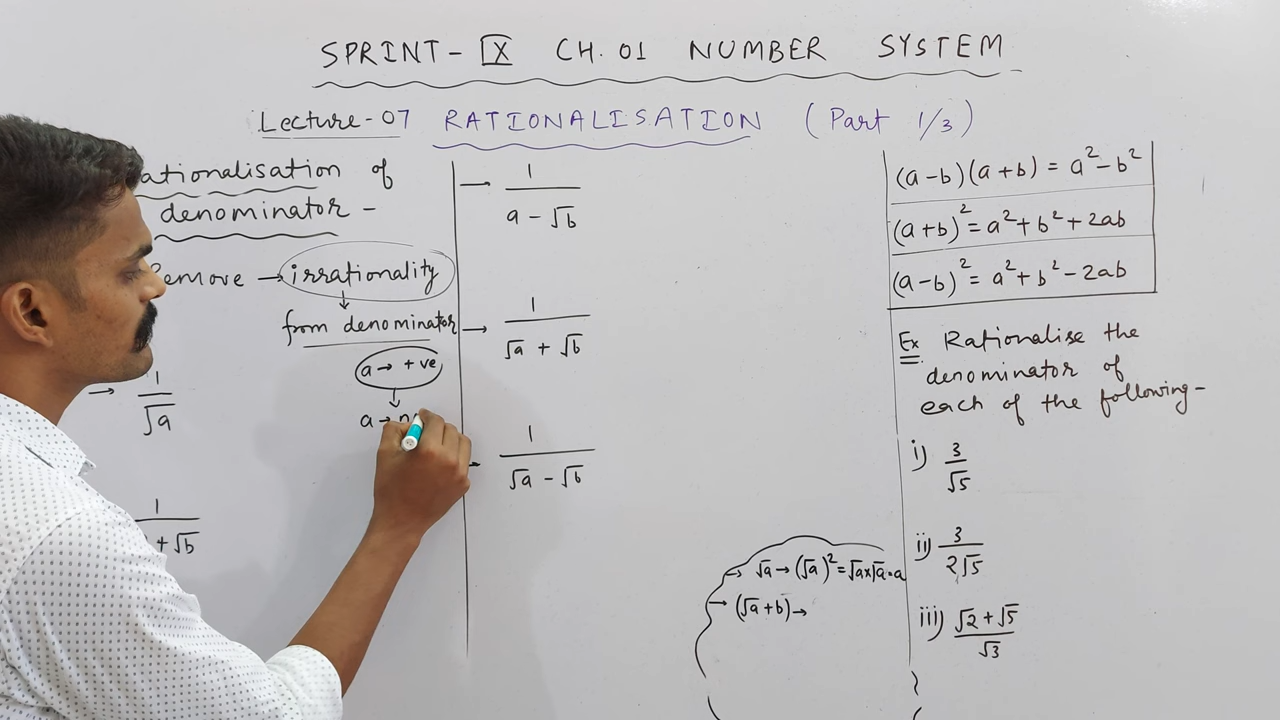 SPRINT-IX CH.01 NUMBER SYSTEM
Lecture-07 RATIONALISATION (Part 1/3)
ationalisation of
denominator -
Remove → irrationality
↓
from denominator
a → +ve
↓
a →
→ 1/√a
1/ + √b
→ 1/(a - √b)
→ 1/(√a + √b)
1/(√a - √b)
(a-b)(a+b) = a²-b²
(a+b)² = a²+b²+2ab
(a-b)² = a²+b²-2ab
Ex Rationalise the
denominator of
each of the following-
i) 3/√5
ii) 3/2√5
iii) (√2+√5)/√3
→ √a → (√a)² = √a×√a = a
→ (√a+b) →